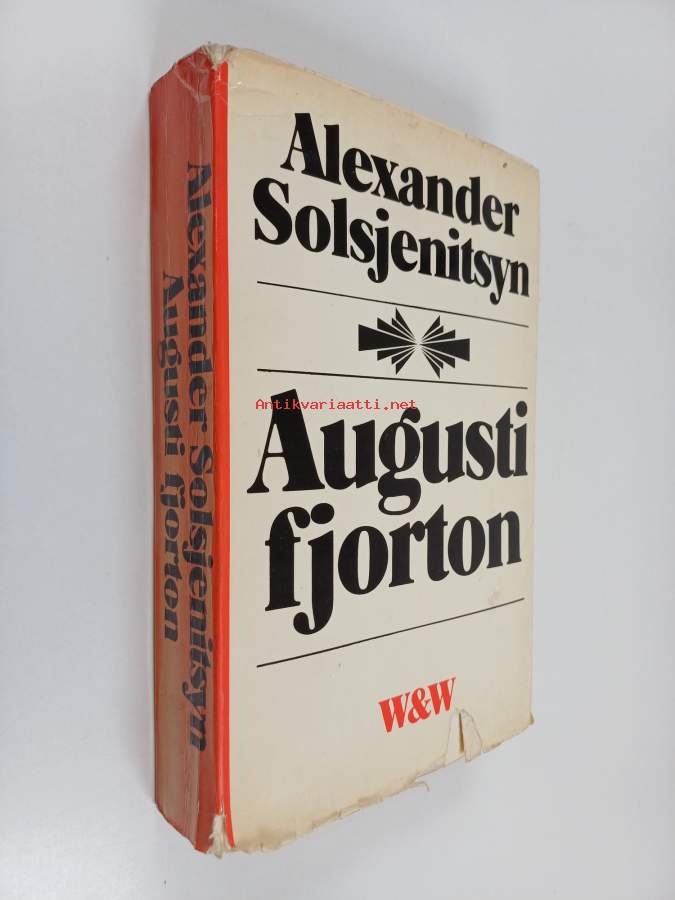 Alexander
Solsjenitsyn
Antikvariaatti.net
Augusti
fjorton
W&W
Alexander Solsjenitsyn
Augusti fjorton